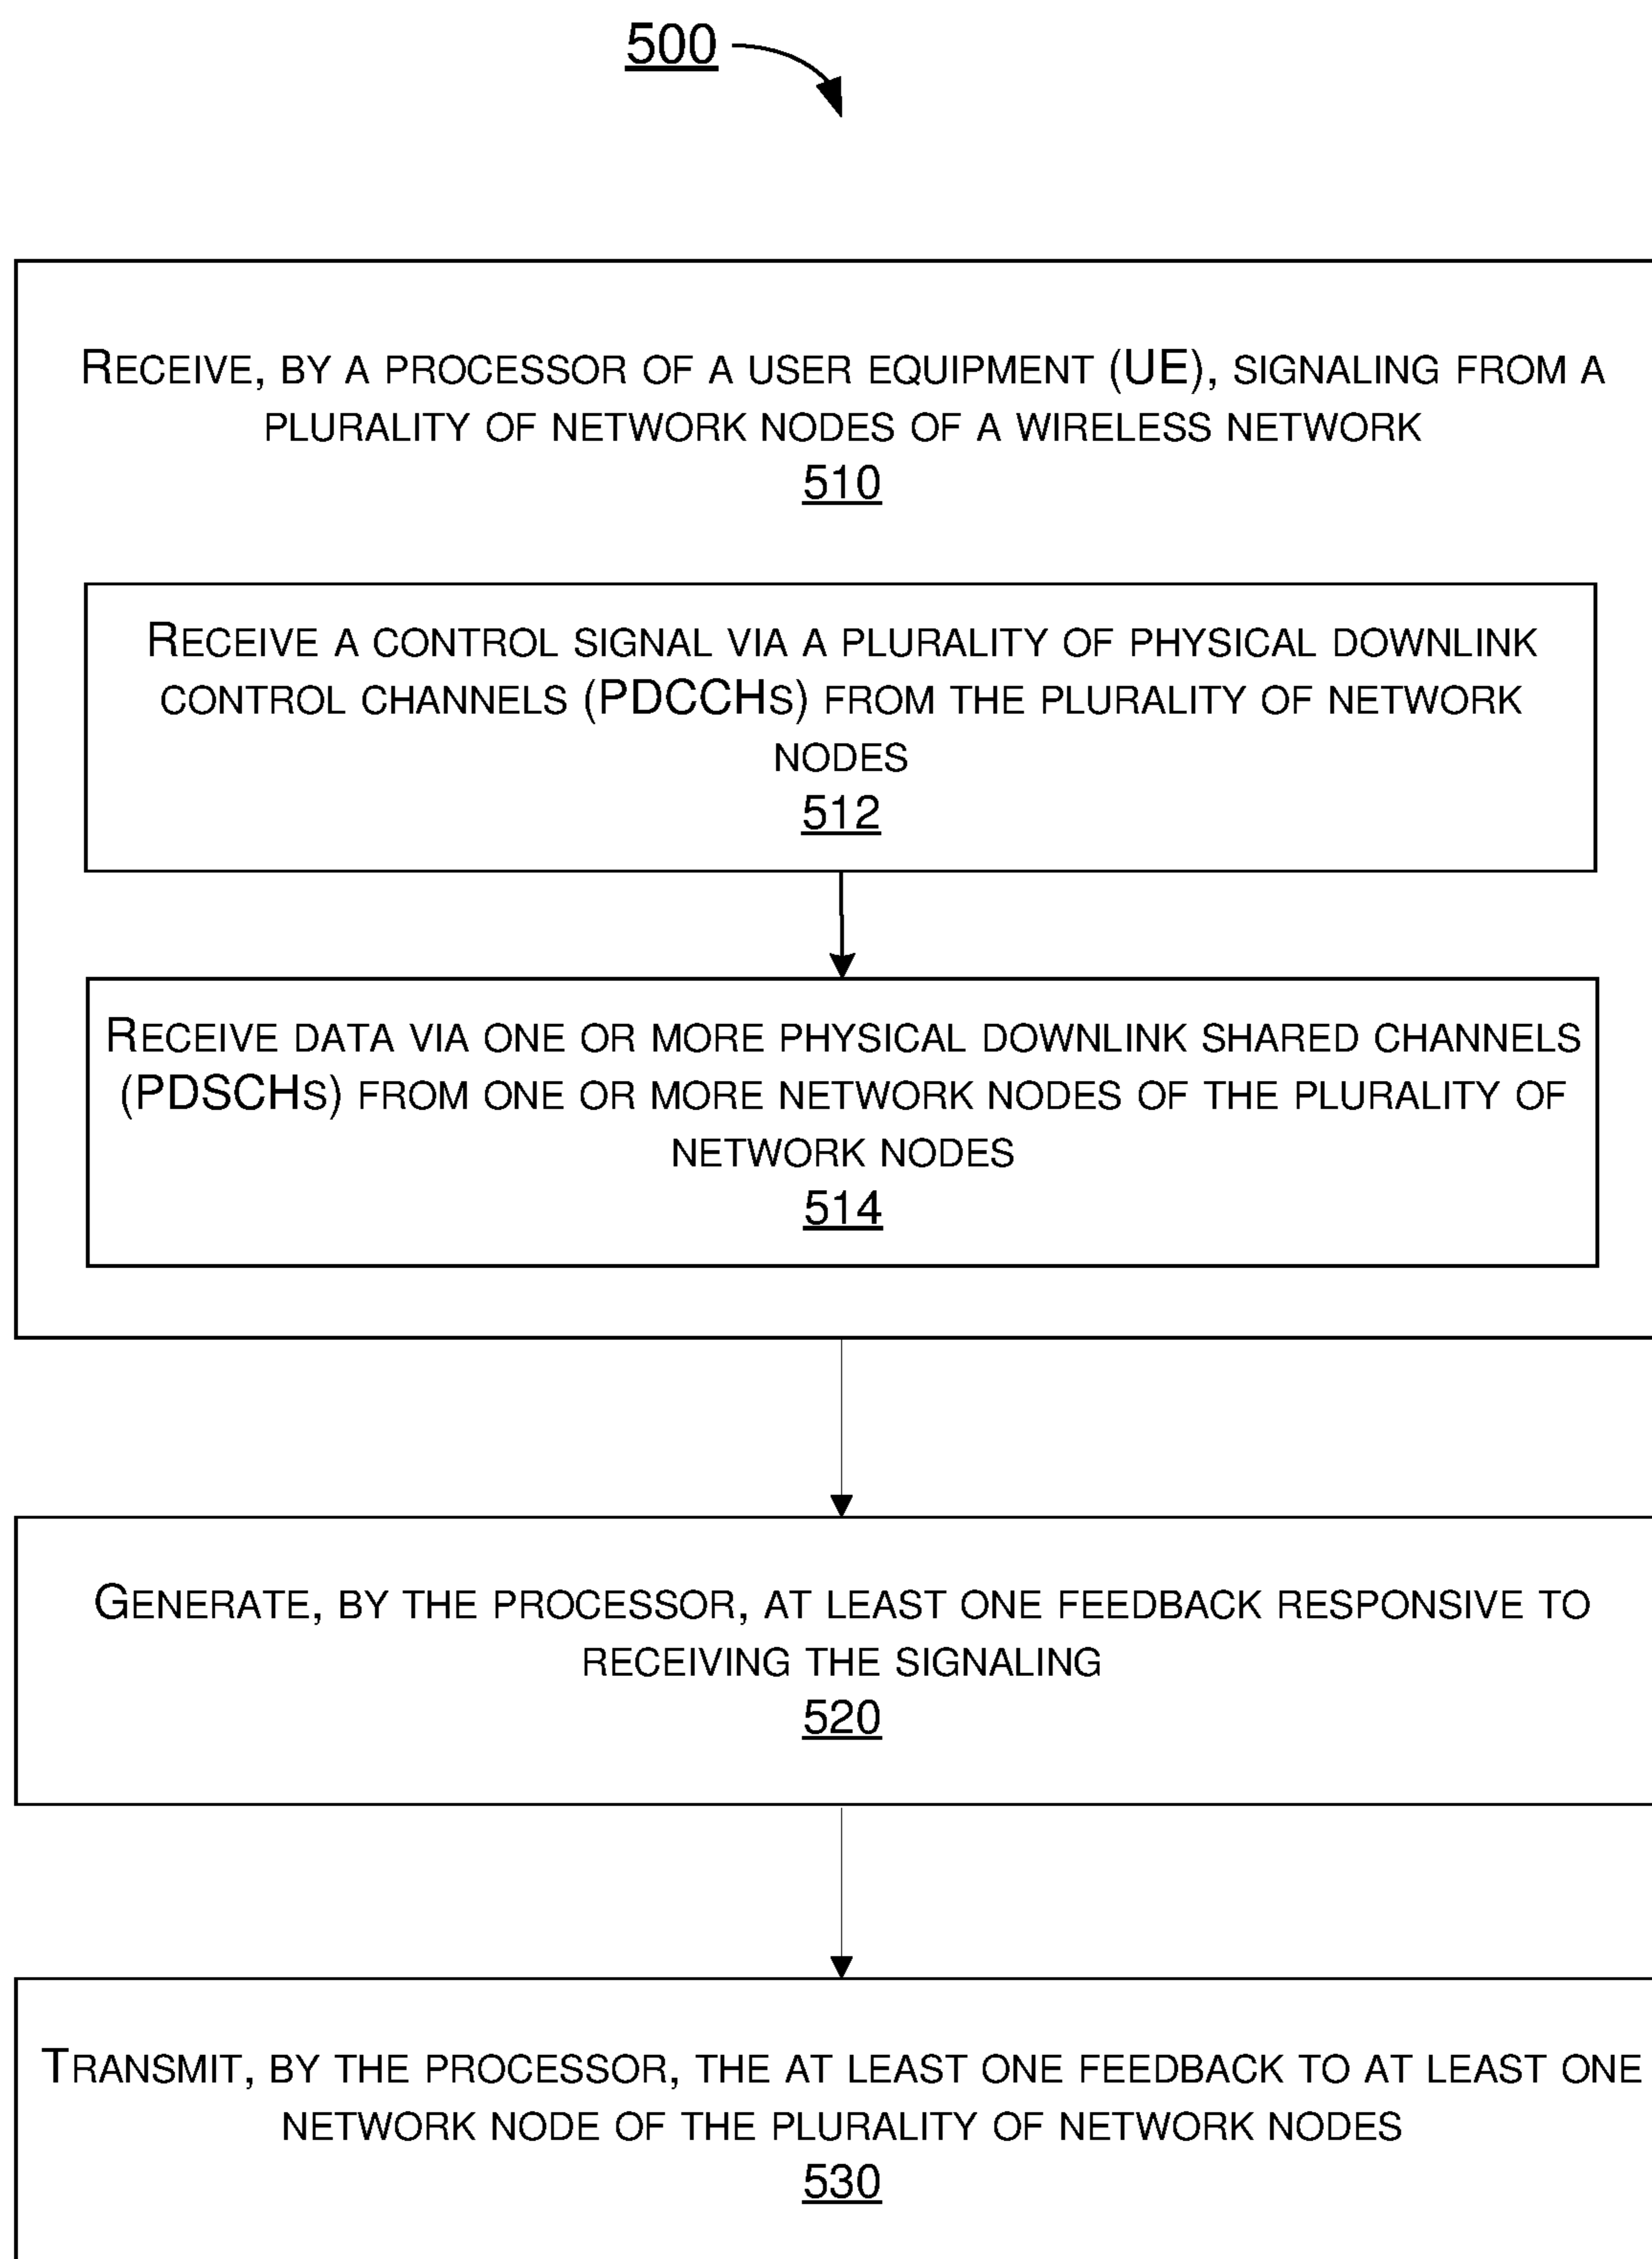 500
RECEIVE, BY A PROCESSOR OF A USER EQUIPMENT (UE), SIGNALING FROM A
PLURALITY OF NETWORK NODES OF A WIRELESS NETWORK
510
RECEIVE A CONTROL SIGNAL VIA A PLURALITY OF PHYSICAL DOWNLINK
CONTROL CHANNELS (PDCCHS) FROM THE PLURALITY OF NETWORK
NODES
512
RECEIVE DATA VIA ONE OR MORE PHYSICAL DOWNLINK SHARED CHANNELS
(PDSCHS) FROM ONE OR MORE NETWORK NODES OF THE PLURALITY OF
NETWORK NODES
514
GENERATE, BY THE PROCESSOR, AT LEAST ONE FEEDBACK RESPONSIVE TO
RECEIVING THE SIGNALING
520
TRANSMIT, BY THE PROCESSOR, THE AT LEAST ONE FEEDBACK TO AT LEAST ONE
NETWORK NODE OF THE PLURALITY OF NETWORK NODES
530